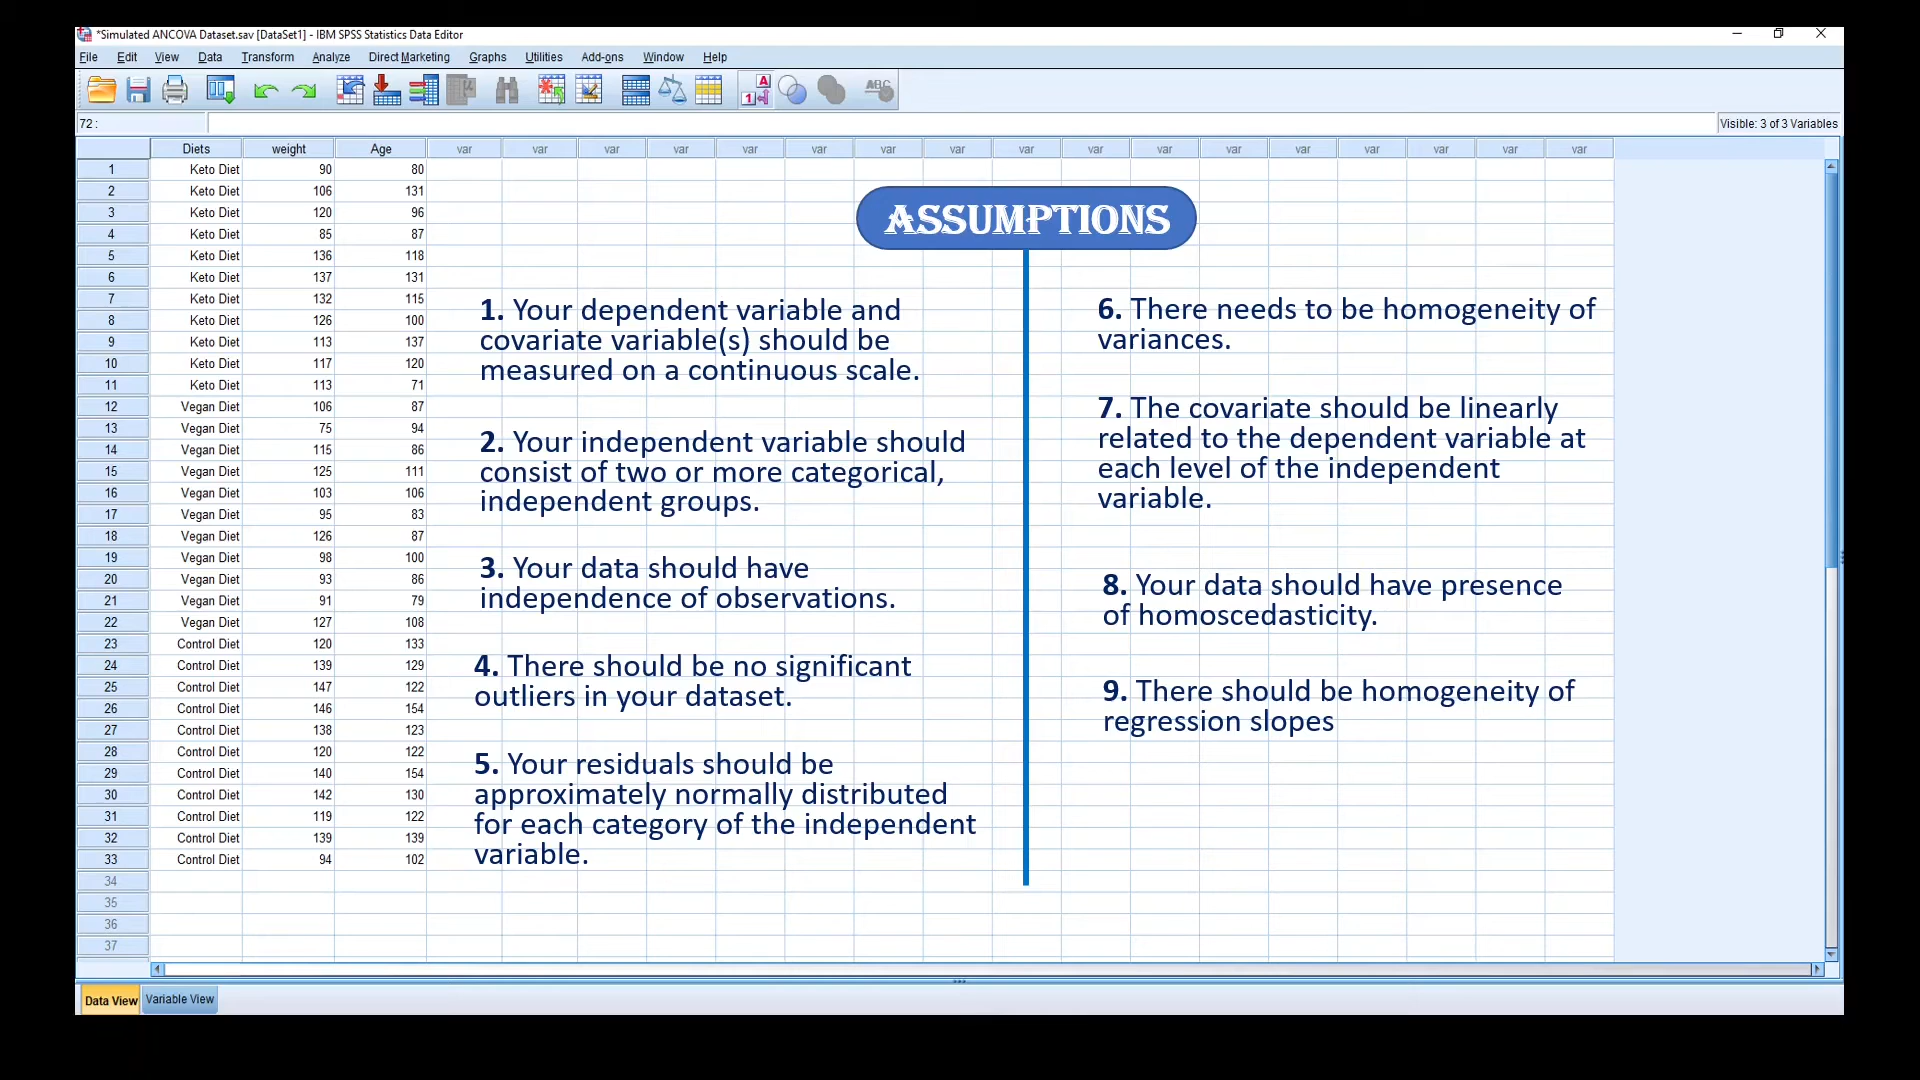 *Simulated ANCOVA Dataset.sav [DataSet1] - IBM SPSS Statistics Data Editor
File Edit View Data Transform Analyze Direct Marketing Graphs Utilities Add-ons Window Help
72 :
Visible: 3 of 3 Variables
Diets weight Age var var var var var var var var var var var var var var var var var
1 Keto Diet 90 80
2 Keto Diet 106 131
3 Keto Diet 120 96
4 Keto Diet 85 87
5 Keto Diet 136 118
6 Keto Diet 137 131
7 Keto Diet 132 115
8 Keto Diet 126 100
9 Keto Diet 113 137
10 Keto Diet 117 120
11 Keto Diet 113 71
12 Vegan Diet 106 87
13 Vegan Diet 75 94
14 Vegan Diet 115 86
15 Vegan Diet 125 111
16 Vegan Diet 103 106
17 Vegan Diet 95 83
18 Vegan Diet 126 87
19 Vegan Diet 98 100
20 Vegan Diet 93 86
21 Vegan Diet 91 79
22 Vegan Diet 127 108
23 Control Diet 120 133
24 Control Diet 139 129
25 Control Diet 147 122
26 Control Diet 146 154
27 Control Diet 138 123
28 Control Diet 120 122
29 Control Diet 140 154
30 Control Diet 142 130
31 Control Diet 119 122
32 Control Diet 139 139
33 Control Diet 94 102
34
35
36
37
ASSUMPTIONS
1. Your dependent variable and
covariate variable(s) should be
measured on a continuous scale.
2. Your independent variable should
consist of two or more categorical,
independent groups.
3. Your data should have
independence of observations.
4. There should be no significant
outliers in your dataset.
5. Your residuals should be
approximately normally distributed
for each category of the independent
variable.
6. There needs to be homogeneity of
variances.
7. The covariate should be linearly
related to the dependent variable at
each level of the independent
variable.
8. Your data should have presence
of homoscedasticity.
9. There should be homogeneity of
regression slopes
Data View Variable View